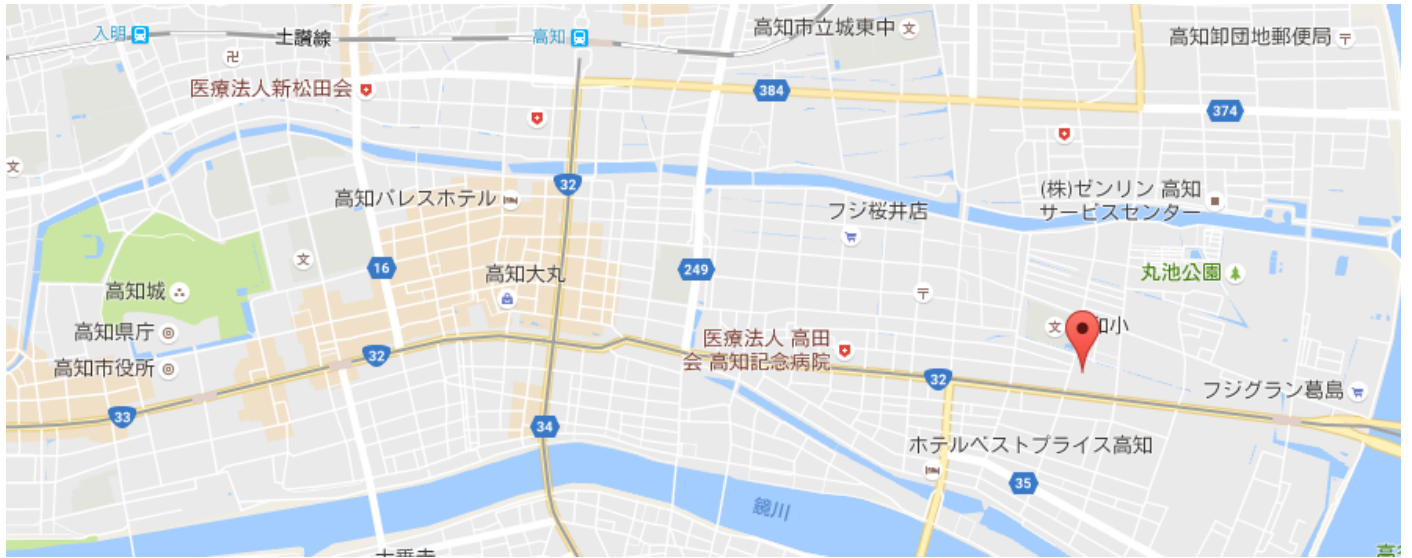 入明
土讃線
高知
高知市立城東中
文
高知卸団地郵便局
医療法人新松田会
384
374
文
32
高知パレスホテル
(株)ゼンリン 高知
サービスセンター
フジ桜井店
文
16
249
高知大丸
丸池公園
高知城
高知県庁
文
和小
医療法人 高田
会 高知記念病院
32
高知市役所
32
フジグラン葛島
33
34
ホテルベストプライス高知
35
鏡川